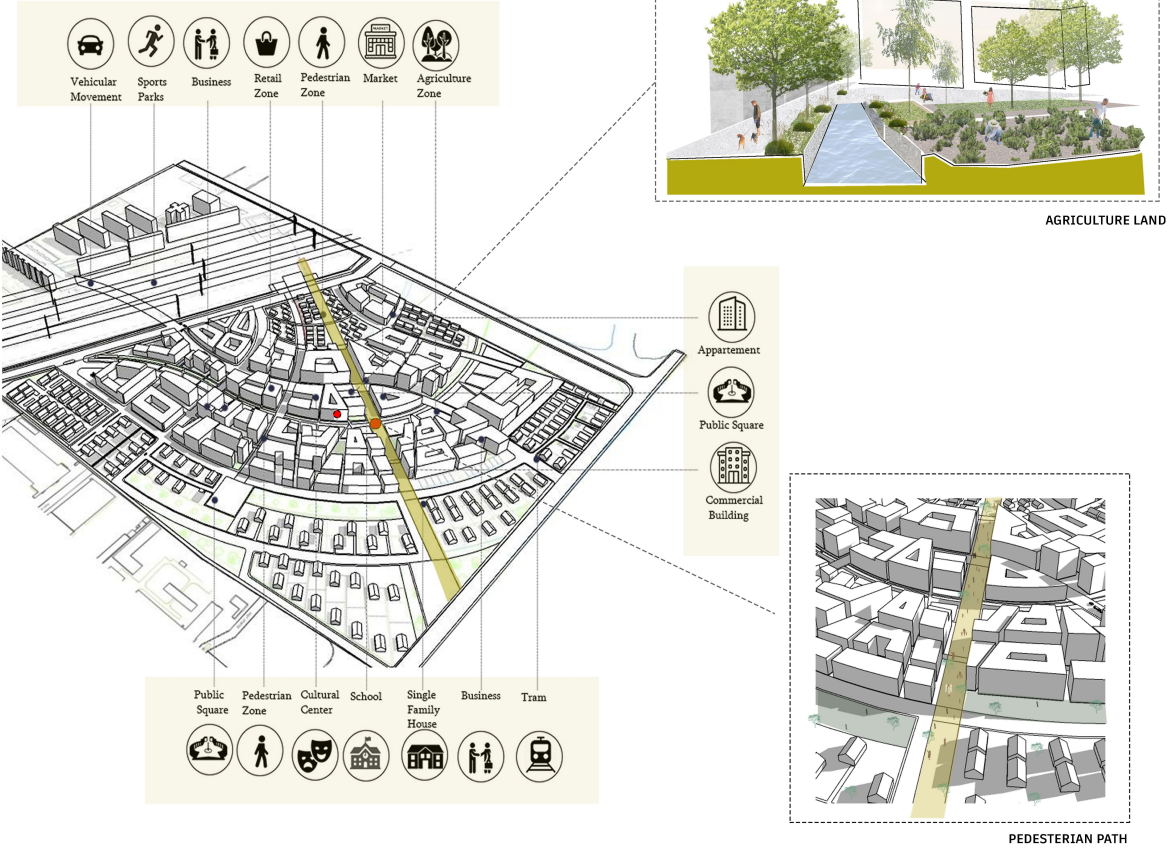 Vehicular
Movement
Sports
Parks
Business
Retail
Zone
Pedestrian
Zone
MARKET
Market
Agriculture
Zone
AGRICULTURE LAND
Appartement
Public Square
Commercial
Building
Public
Square
Pedestrian
Zone
Cultural
Center
School
Single
Family
House
Business
Tram
PEDESTERIAN PATH